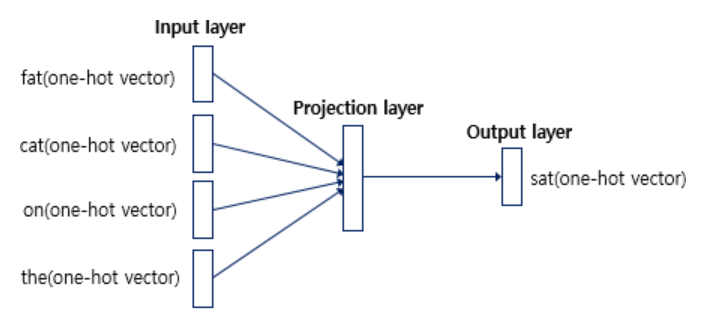 Input layer
fat(one-hot vector)
cat(one-hot vector)
on(one-hot vector)
the(one-hot vector)
Projection layer
Output layer
sat(one-hot vector)